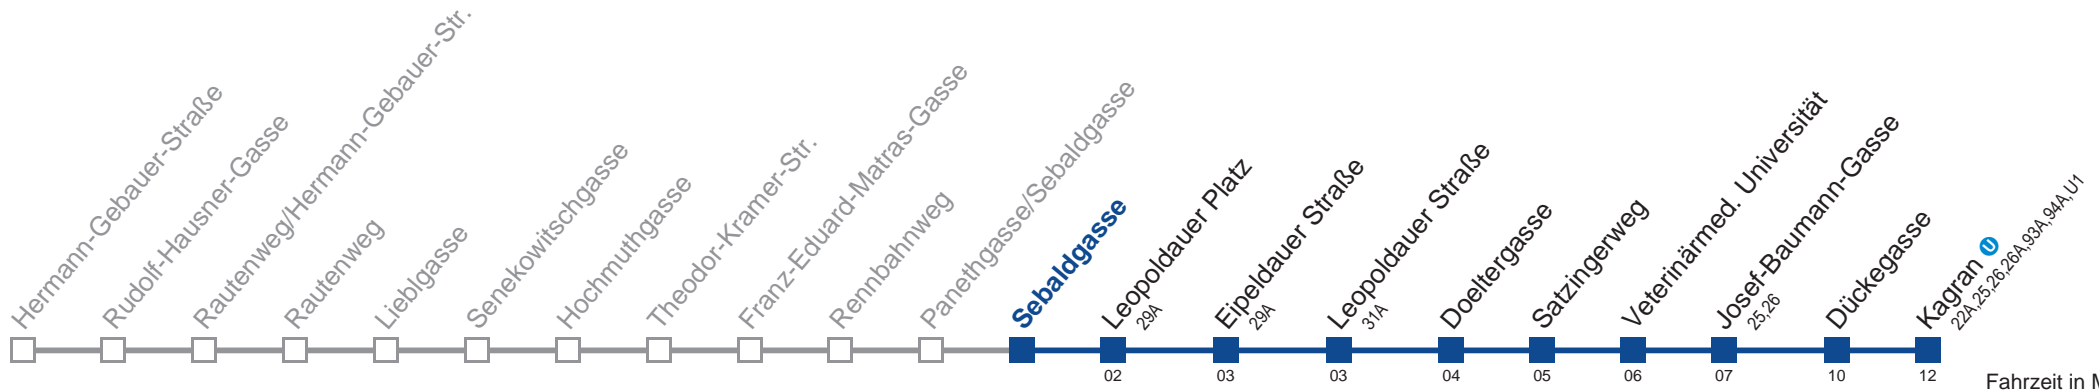 Hermann-Gebauer-Straße
Rudolf-Hausner-Gasse
Rautenweg/Hermann-Gebauer-Str.
Rautenweg
Lieblgasse
Senekowitschgasse
Hochmuthgasse
Theodor-Kramer-Str.
Franz-Eduard-Matras-Gasse
Rennbahnweg
Panethgasse/Sebaldgasse
Sebaldgasse
Leopoldauer Platz
29A
Eipeldauer Straße
29A
Leopoldauer Straße
31A
Doeltergasse
Satzingerweg
Veterinärmed. Universität
Josef-Baumann-Gasse
25,26
Dückegasse
Kagran U
22A,25,26,26A,93A,94A,U1
02 03 03 04 05 06 07 10 12
Fahrzeit in M